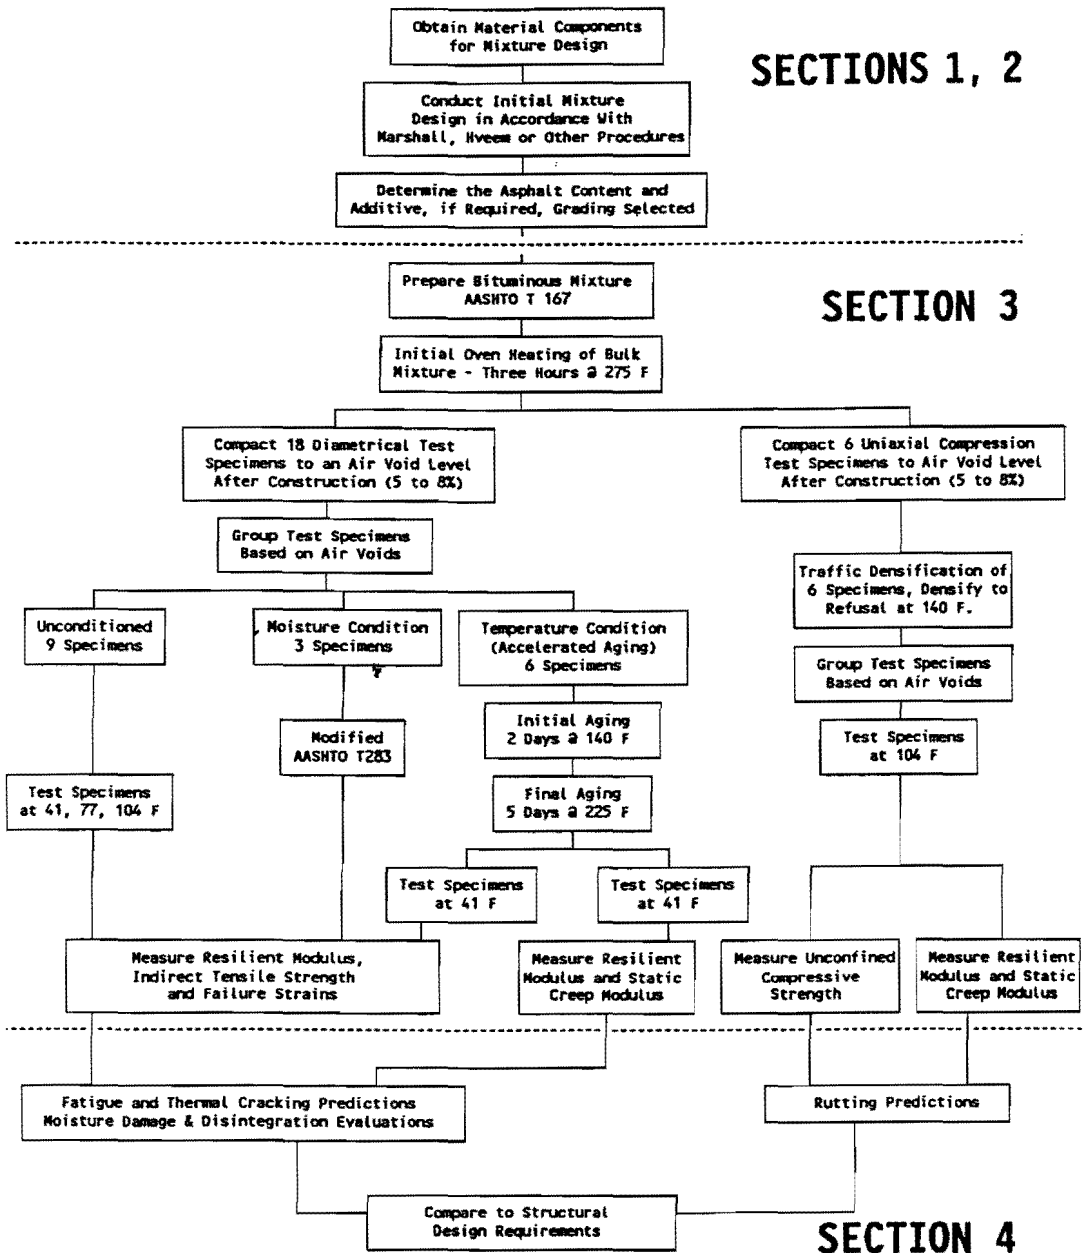 Obtain Material Components
for Mixture Design
SECTIONS 1, 2
Conduct Initial Mixture
Design in Accordance With
Marshall, Hveem or Other Procedures
Determine the Asphalt Content and
Additive, if Required, Grading Selected
Prepare Bituminous Mixture
AASHTO T 167
SECTION 3
Initial Oven Heating of Bulk
Mixture - Three Hours @ 275 F
Compact 18 Diametrical Test
Specimens to an Air Void Level
After Construction (5 to 8%)
Compact 6 Uniaxial Compression
Test Specimens to Air Void Level
After Construction (5 to 8%)
Group Test Specimens
Based on Air Voids
Traffic Densification of
6 Specimens, Densify to
Refusal at 140 F.
Unconditioned
9 Specimens
Moisture Condition
3 Specimens
Temperature Condition
(Accelerated Aging)
6 Specimens
Group Test Specimens
Based on Air Voids
Initial Aging
2 Days @ 140 F
Modified
AASHTO T283
Test Specimens
at 104 F
Test Specimens
at 41, 77, 104 F
Final Aging
5 Days @ 225 F
Test Specimens
at 41 F
Test Specimens
at 41 F
Measure Resilient Modulus,
Indirect Tensile Strength
and Failure Strains
Measure Resilient
Modulus and Static
Creep Modulus
Measure Unconfined
Compressive
Strength
Measure Resilient
Modulus and Static
Creep Modulus
Fatigue and Thermal Cracking Predictions
Moisture Damage & Disintegration Evaluations
Rutting Predictions
Compare to Structural
Design Requirements
SECTION 4